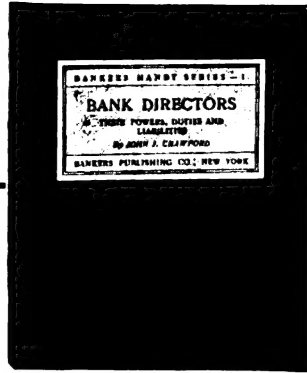 BANKERS HANDY SERIES—1
BANK DIRECTORS
THEIR POWERS, DUTIES AND
LIABILITIES
By JOHN J. CRAWFORD
BANKERS PUBLISHING CO., NEW YORK